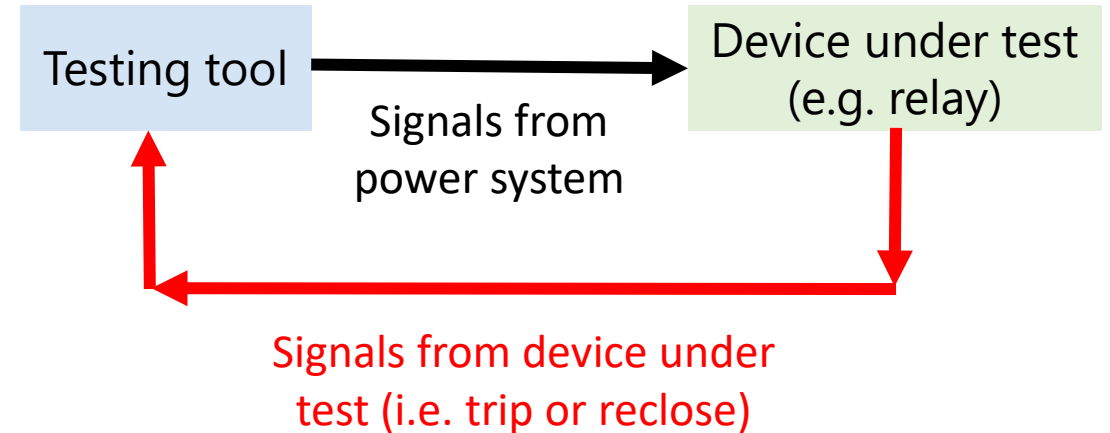 Testing tool
Device under test
(e.g. relay)
Signals from
power system
Signals from device under
test (i.e. trip or reclose)